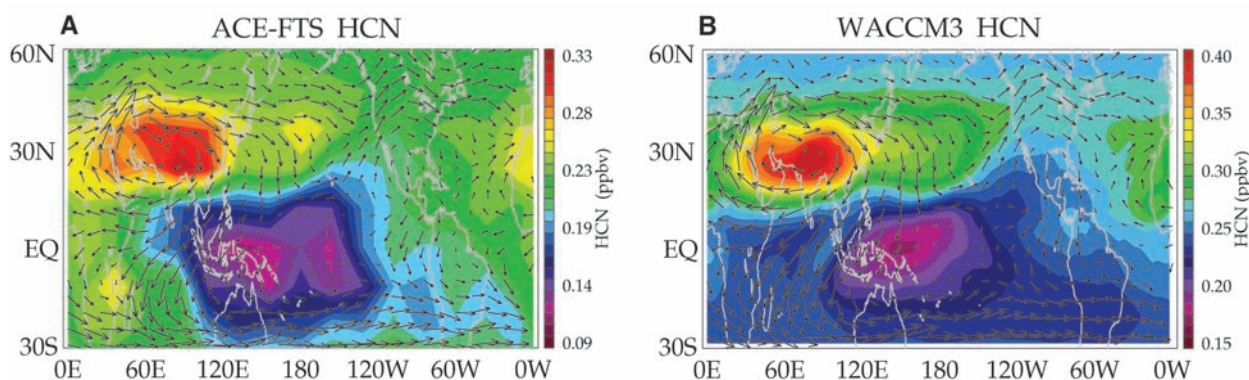 A ACE-FTS HCN
60N
30N
EQ
30S
0E 60E 120E 180 120W 60W 0W
0.33
0.28
0.23
0.19
0.14
0.09
HCN (ppbv)
B WACCM3 HCN
60N
30N
EQ
30S
0E 60E 120E 180 120W 60W 0W
0.40
0.35
0.30
0.25
0.20
0.15
HCN (ppbv)